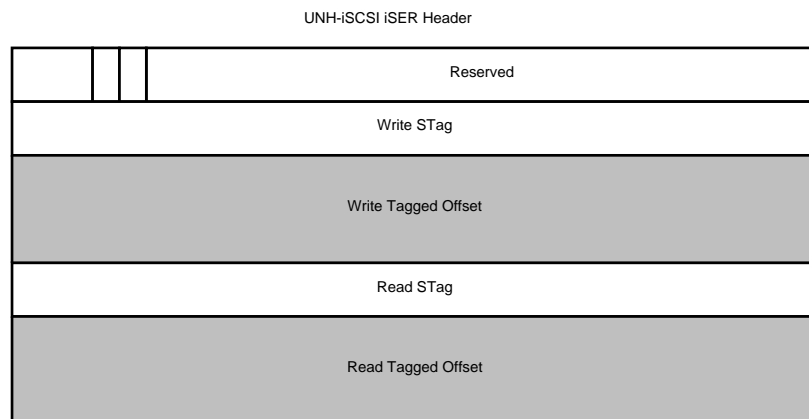 UNH-iSCSI iSER Header
Reserved
Write STag
Write Tagged Offset
Read STag
Read Tagged Offset